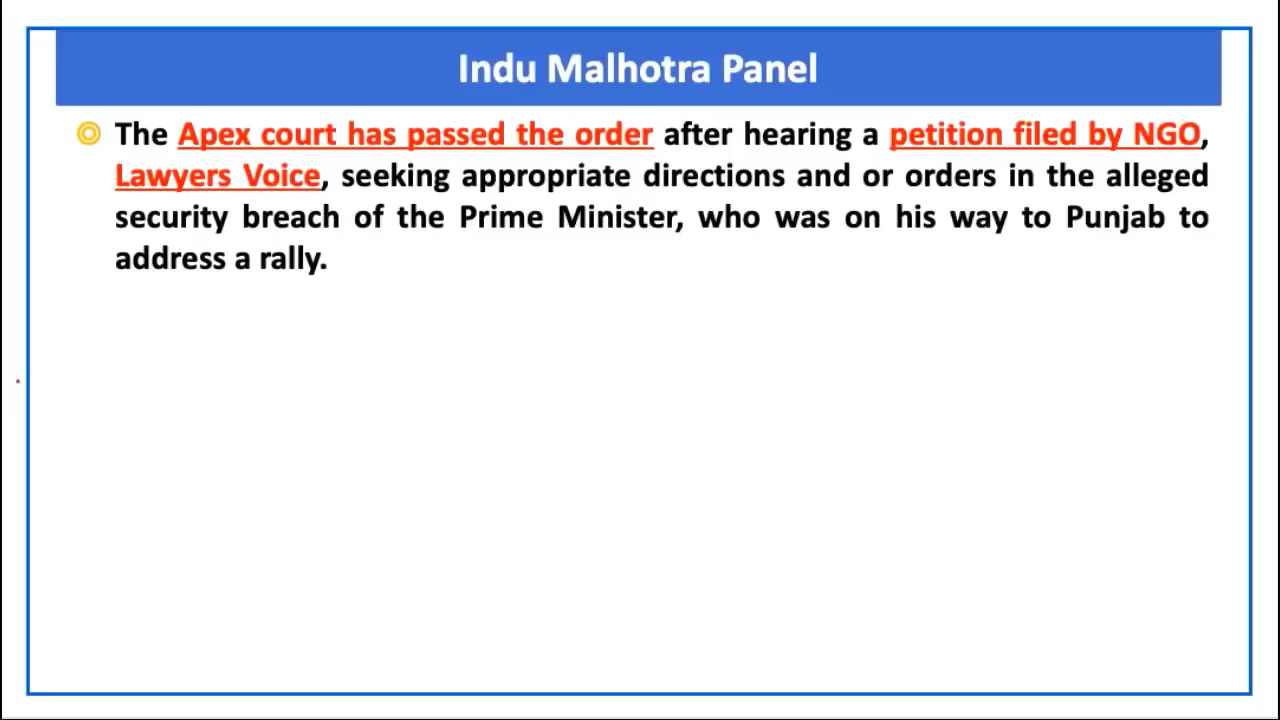 Indu Malhotra Panel
The Apex court has passed the order after hearing a petition filed by NGO,
Lawyers Voice, seeking appropriate directions and or orders in the alleged
security breach of the Prime Minister, who was on his way to Punjab to
address a rally.